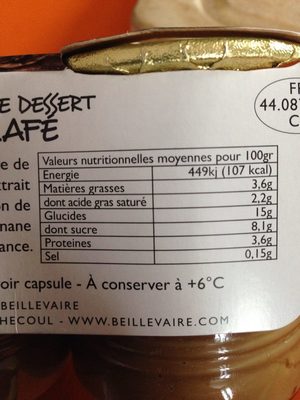 E DESSERT
CAFÉ
FR
44.087
C
Valeurs nutritionnelles moyennes pour 100gr
Energie 449kj (107 kcal)
Matières grasses 3,6g
dont acide gras saturé 2,2g
Glucides 15g
dont sucre 8,1g
Proteines 3,6g
Sel 0,15g
e de
trait
on de
nane
ance.
oir capsule - À conserver à +6°C
BEILLEVAIRE
HECOUL - WWW.BEILLEVAIRE.COM